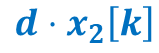 d · x₂[k]